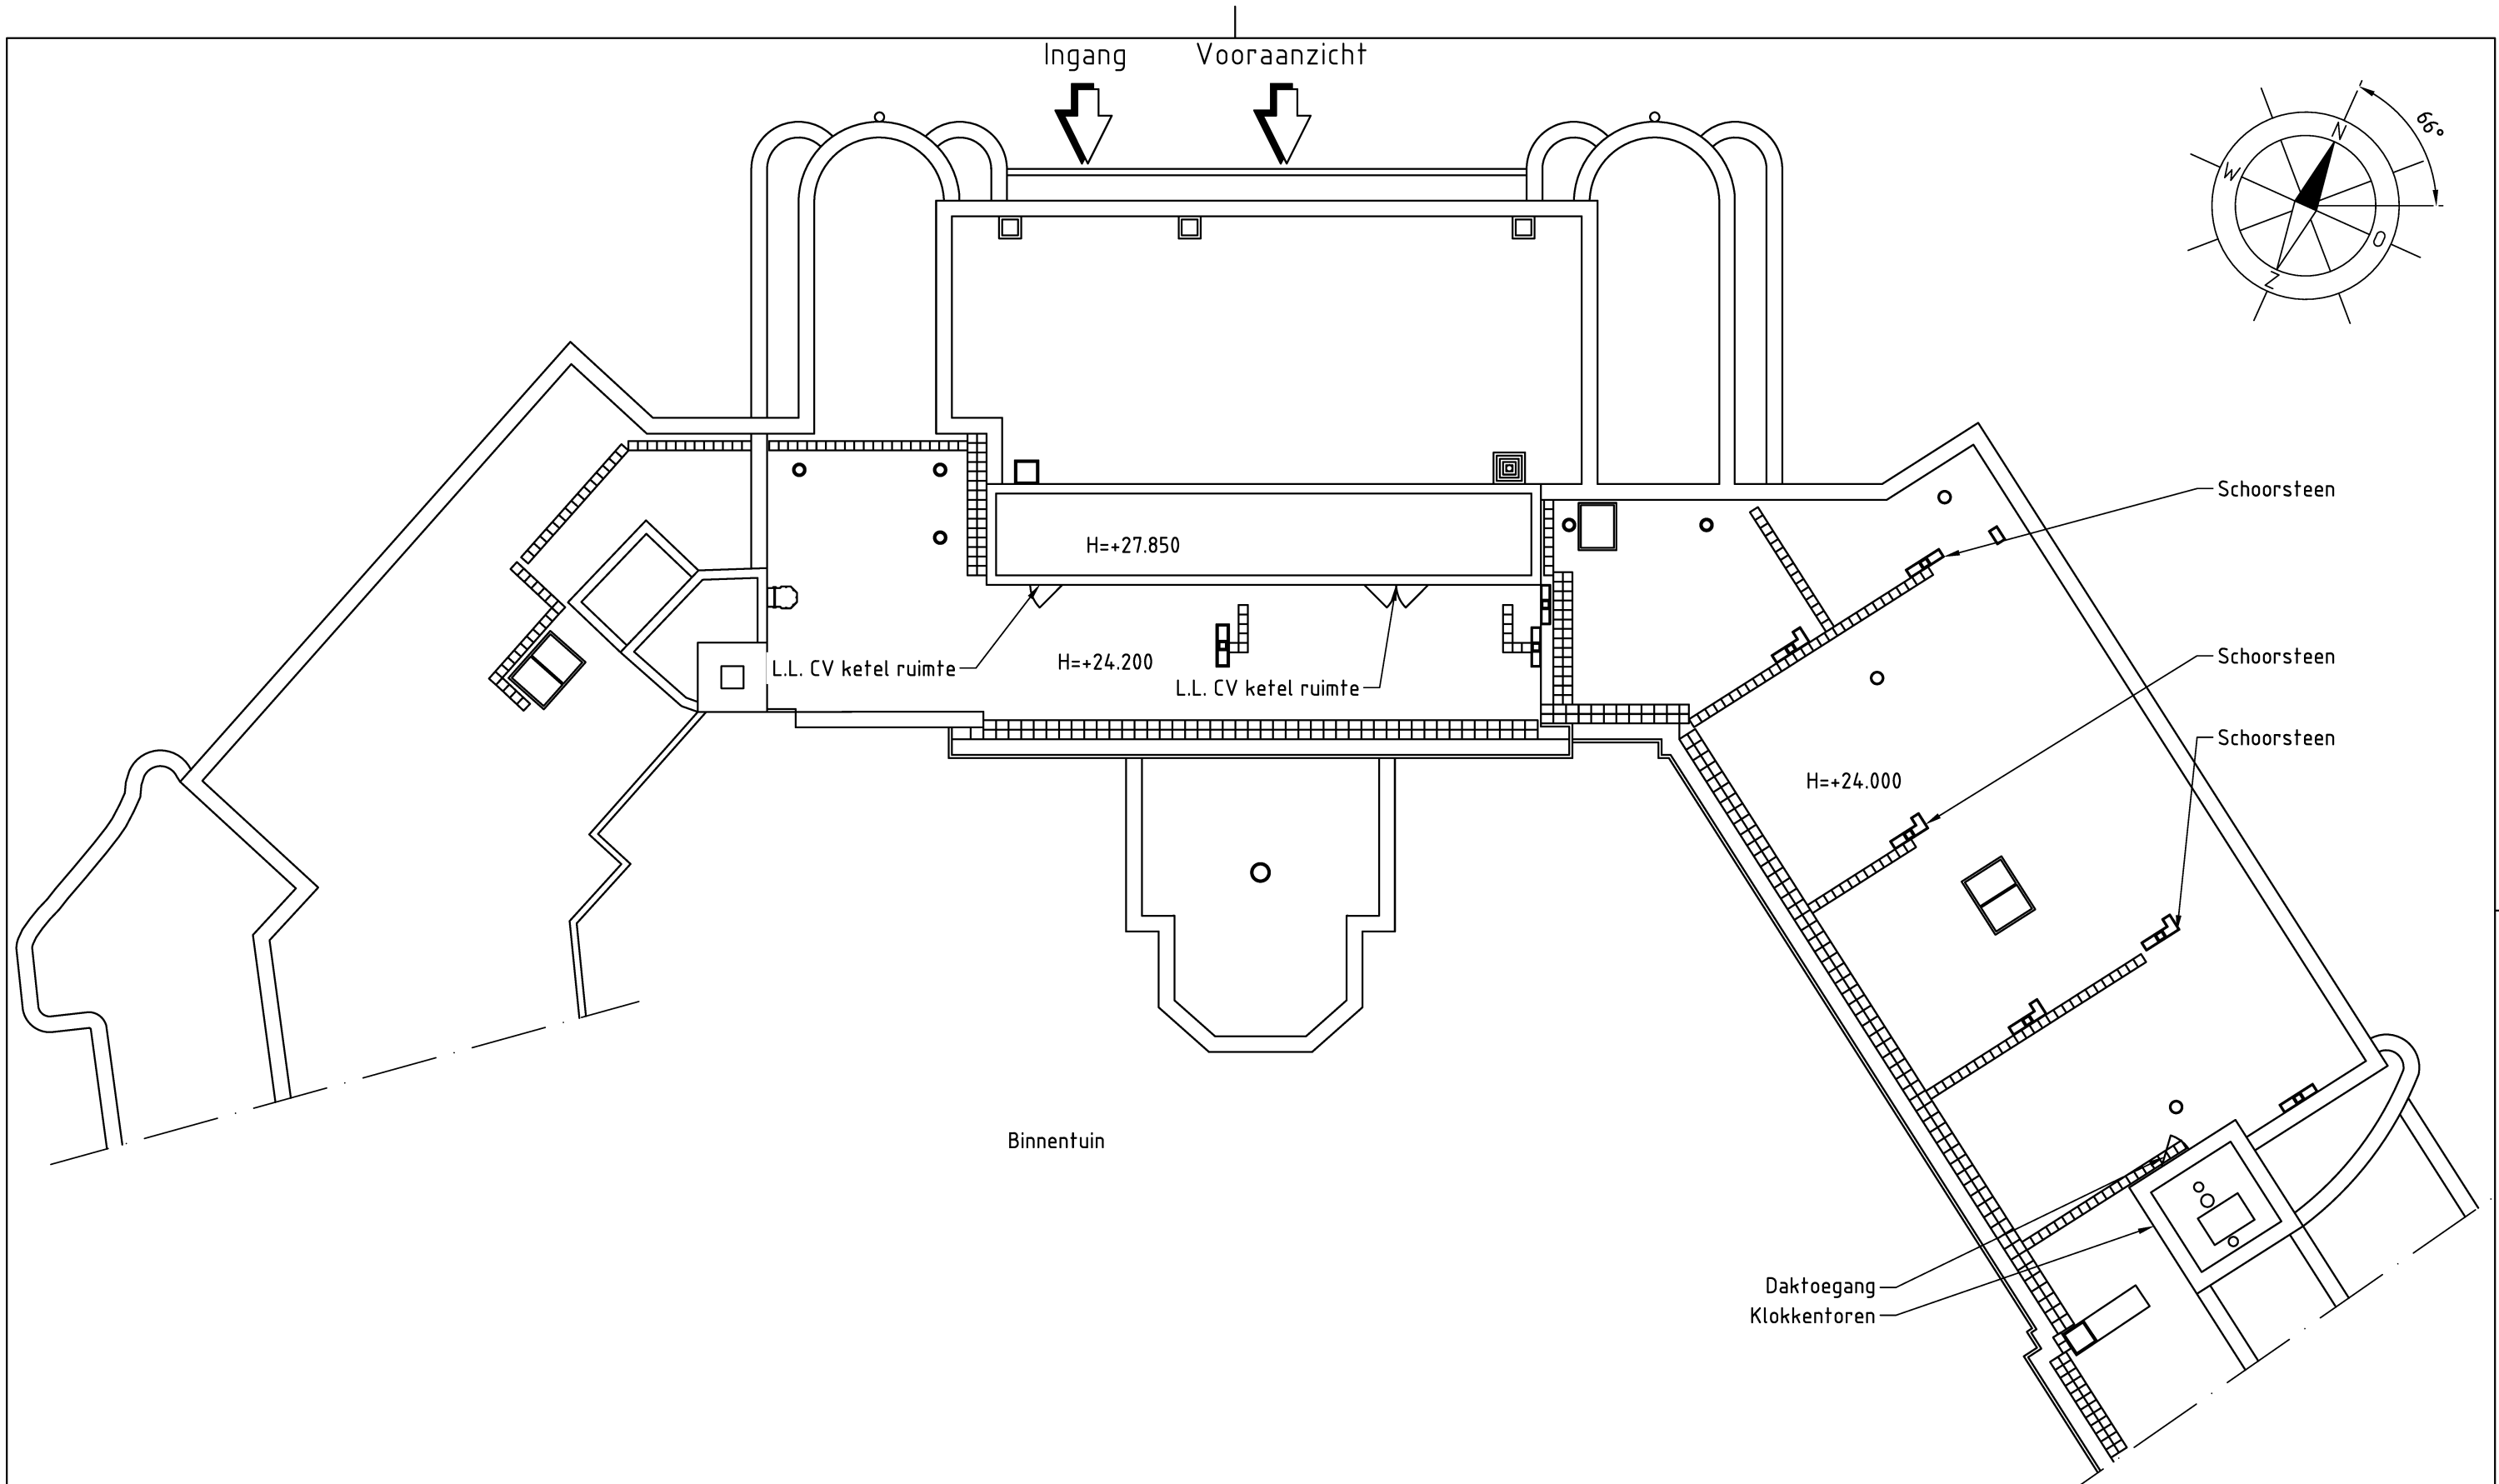 Ingang
Vooraanzicht
N
66°
W
O
Z
Schoorsteen
H=+27.850
Schoorsteen
H=+24.200
L.L. CV ketel ruimte
L.L. CV ketel ruimte
Schoorsteen
H=+24.000
Binnentuin
Daktoegang
Klokkentoren